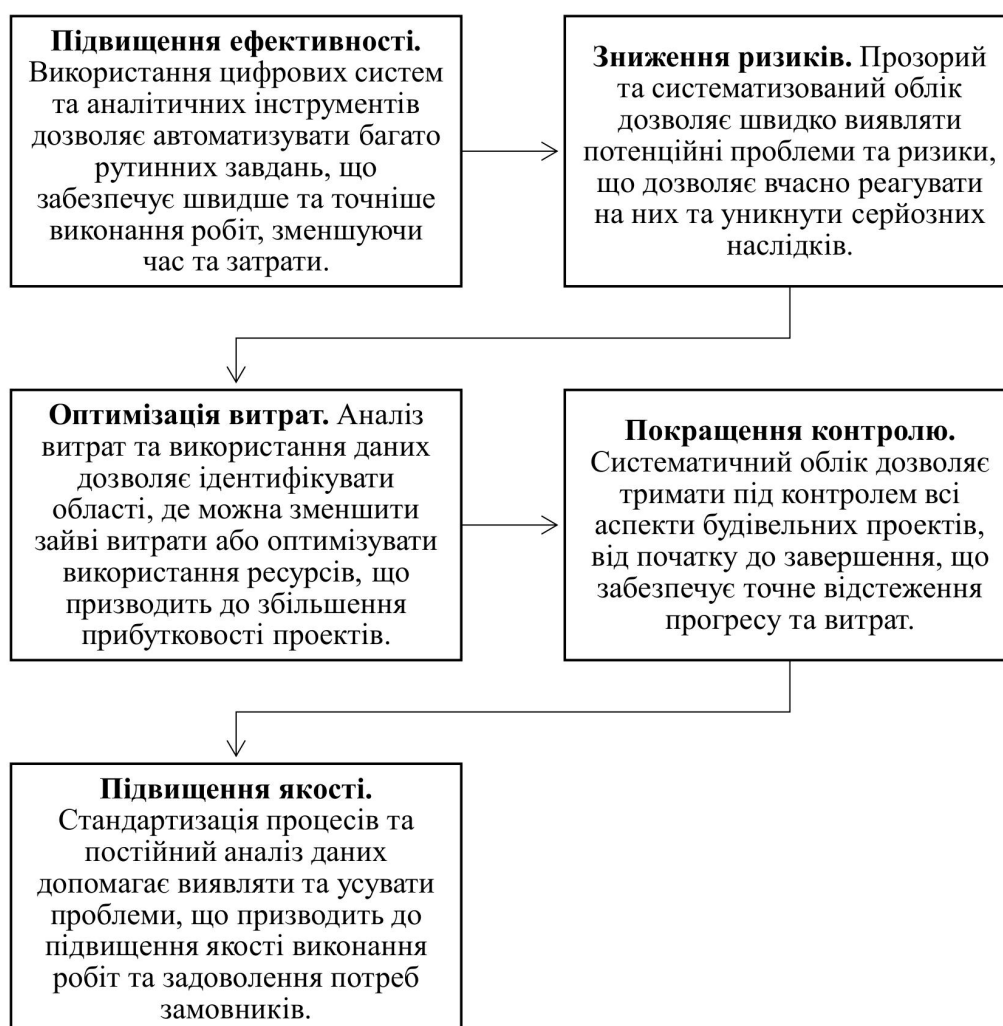 Підвищення ефективності.
Використання цифрових систем
та аналітичних інструментів
дозволяє автоматизувати багато
рутинних завдань, що
забезпечує швидше та точніше
виконання робіт, зменшуючи
час та затрати.
Зниження ризиків. Прозорий
та систематизований облік
дозволяє швидко виявляти
потенційні проблеми та ризики,
що дозволяє вчасно реагувати
на них та уникнути серйозних
наслідків.
Оптимізація витрат. Аналіз
витрат та використання даних
дозволяє ідентифікувати
області, де можна зменшити
зайві витрати або оптимізувати
використання ресурсів, що
призводить до збільшення
прибутковості проектів.
Покращення контролю.
Систематичний облік дозволяє
тримати під контролем всі
аспекти будівельних проектів,
від початку до завершення, що
забезпечує точне відстеження
прогресу та витрат.
Підвищення якості.
Стандартизація процесів та
постійний аналіз даних
допомагає виявляти та усувати
проблеми, що призводить до
підвищення якості виконання
робіт та задоволення потреб
замовників.